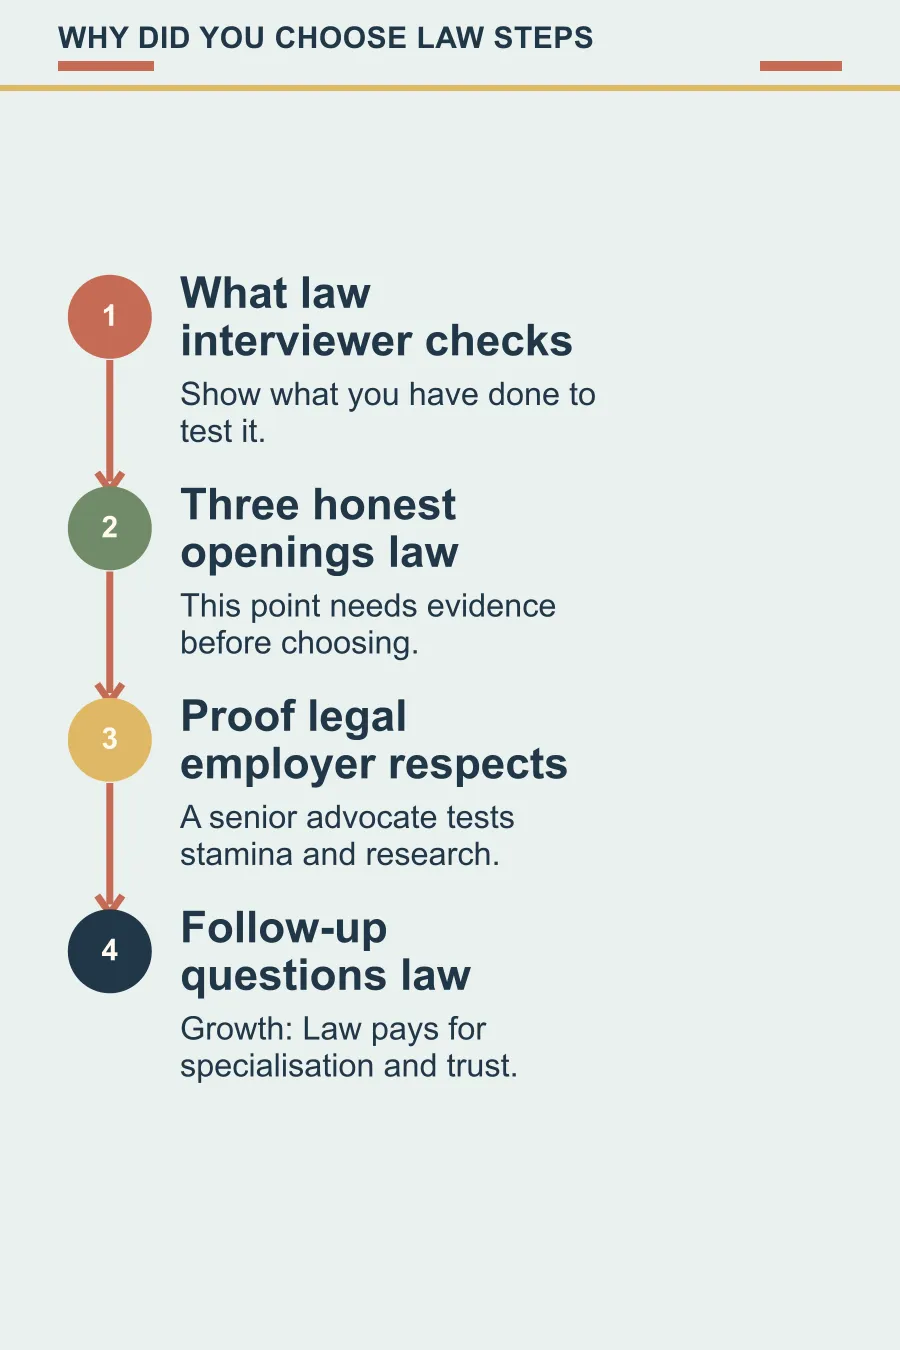 WHY DID YOU CHOOSE LAW STEPS
1
What law
interviewer checks
Show what you have done to
test it.
2
Three honest
openings law
This point needs evidence
before choosing.
3
Proof legal
employer respects
A senior advocate tests
stamina and research.
4
Follow-up
questions law
Growth: Law pays for
specialisation and trust.